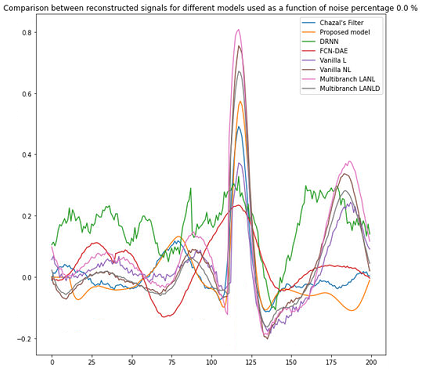 Comparison between reconstructed signals for different models used as a function of noise percentage 0.0 %
Chazal's Filter
Proposed model
DRNN
FCN-DAE
Vanilla L
Vanilla NL
Multibranch LANL
Multibranch LANLD
0.8
0.6
0.4
0.2
0.0
−0.2
0 25 50 75 100 125 150 175 200